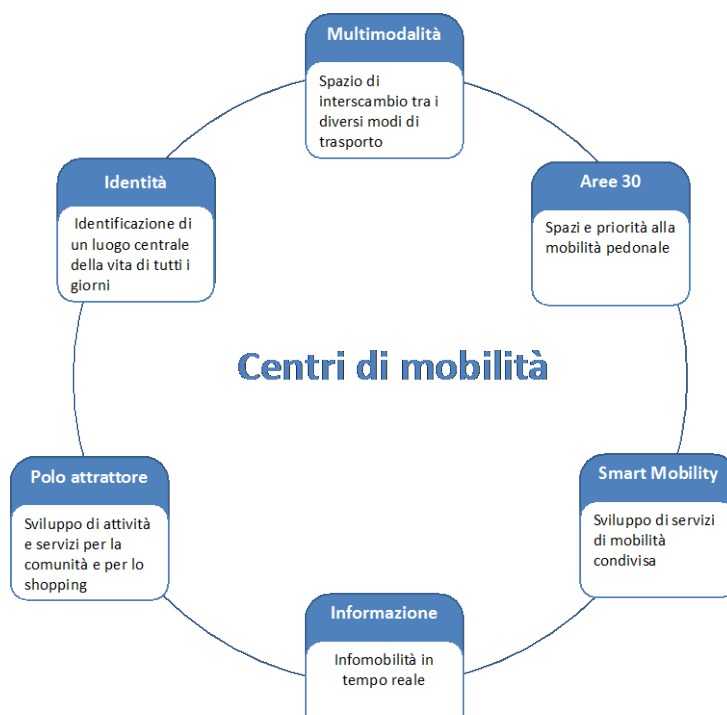 Multimodalità
Spazio di
interscambio tra i
diversi modi di
trasporto
Identità
Identificazione di
un luogo centrale
della vita di tutti i
giorni
Aree 30
Spazi e priorità alla
mobilità pedonale
Centri di mobilità
Polo attrattore
Sviluppo di attività
e servizi per la
comunità e per lo
shopping
Smart Mobility
Sviluppo di servizi
di mobilità
condivisa
Informazione
Infomobilità in
tempo reale